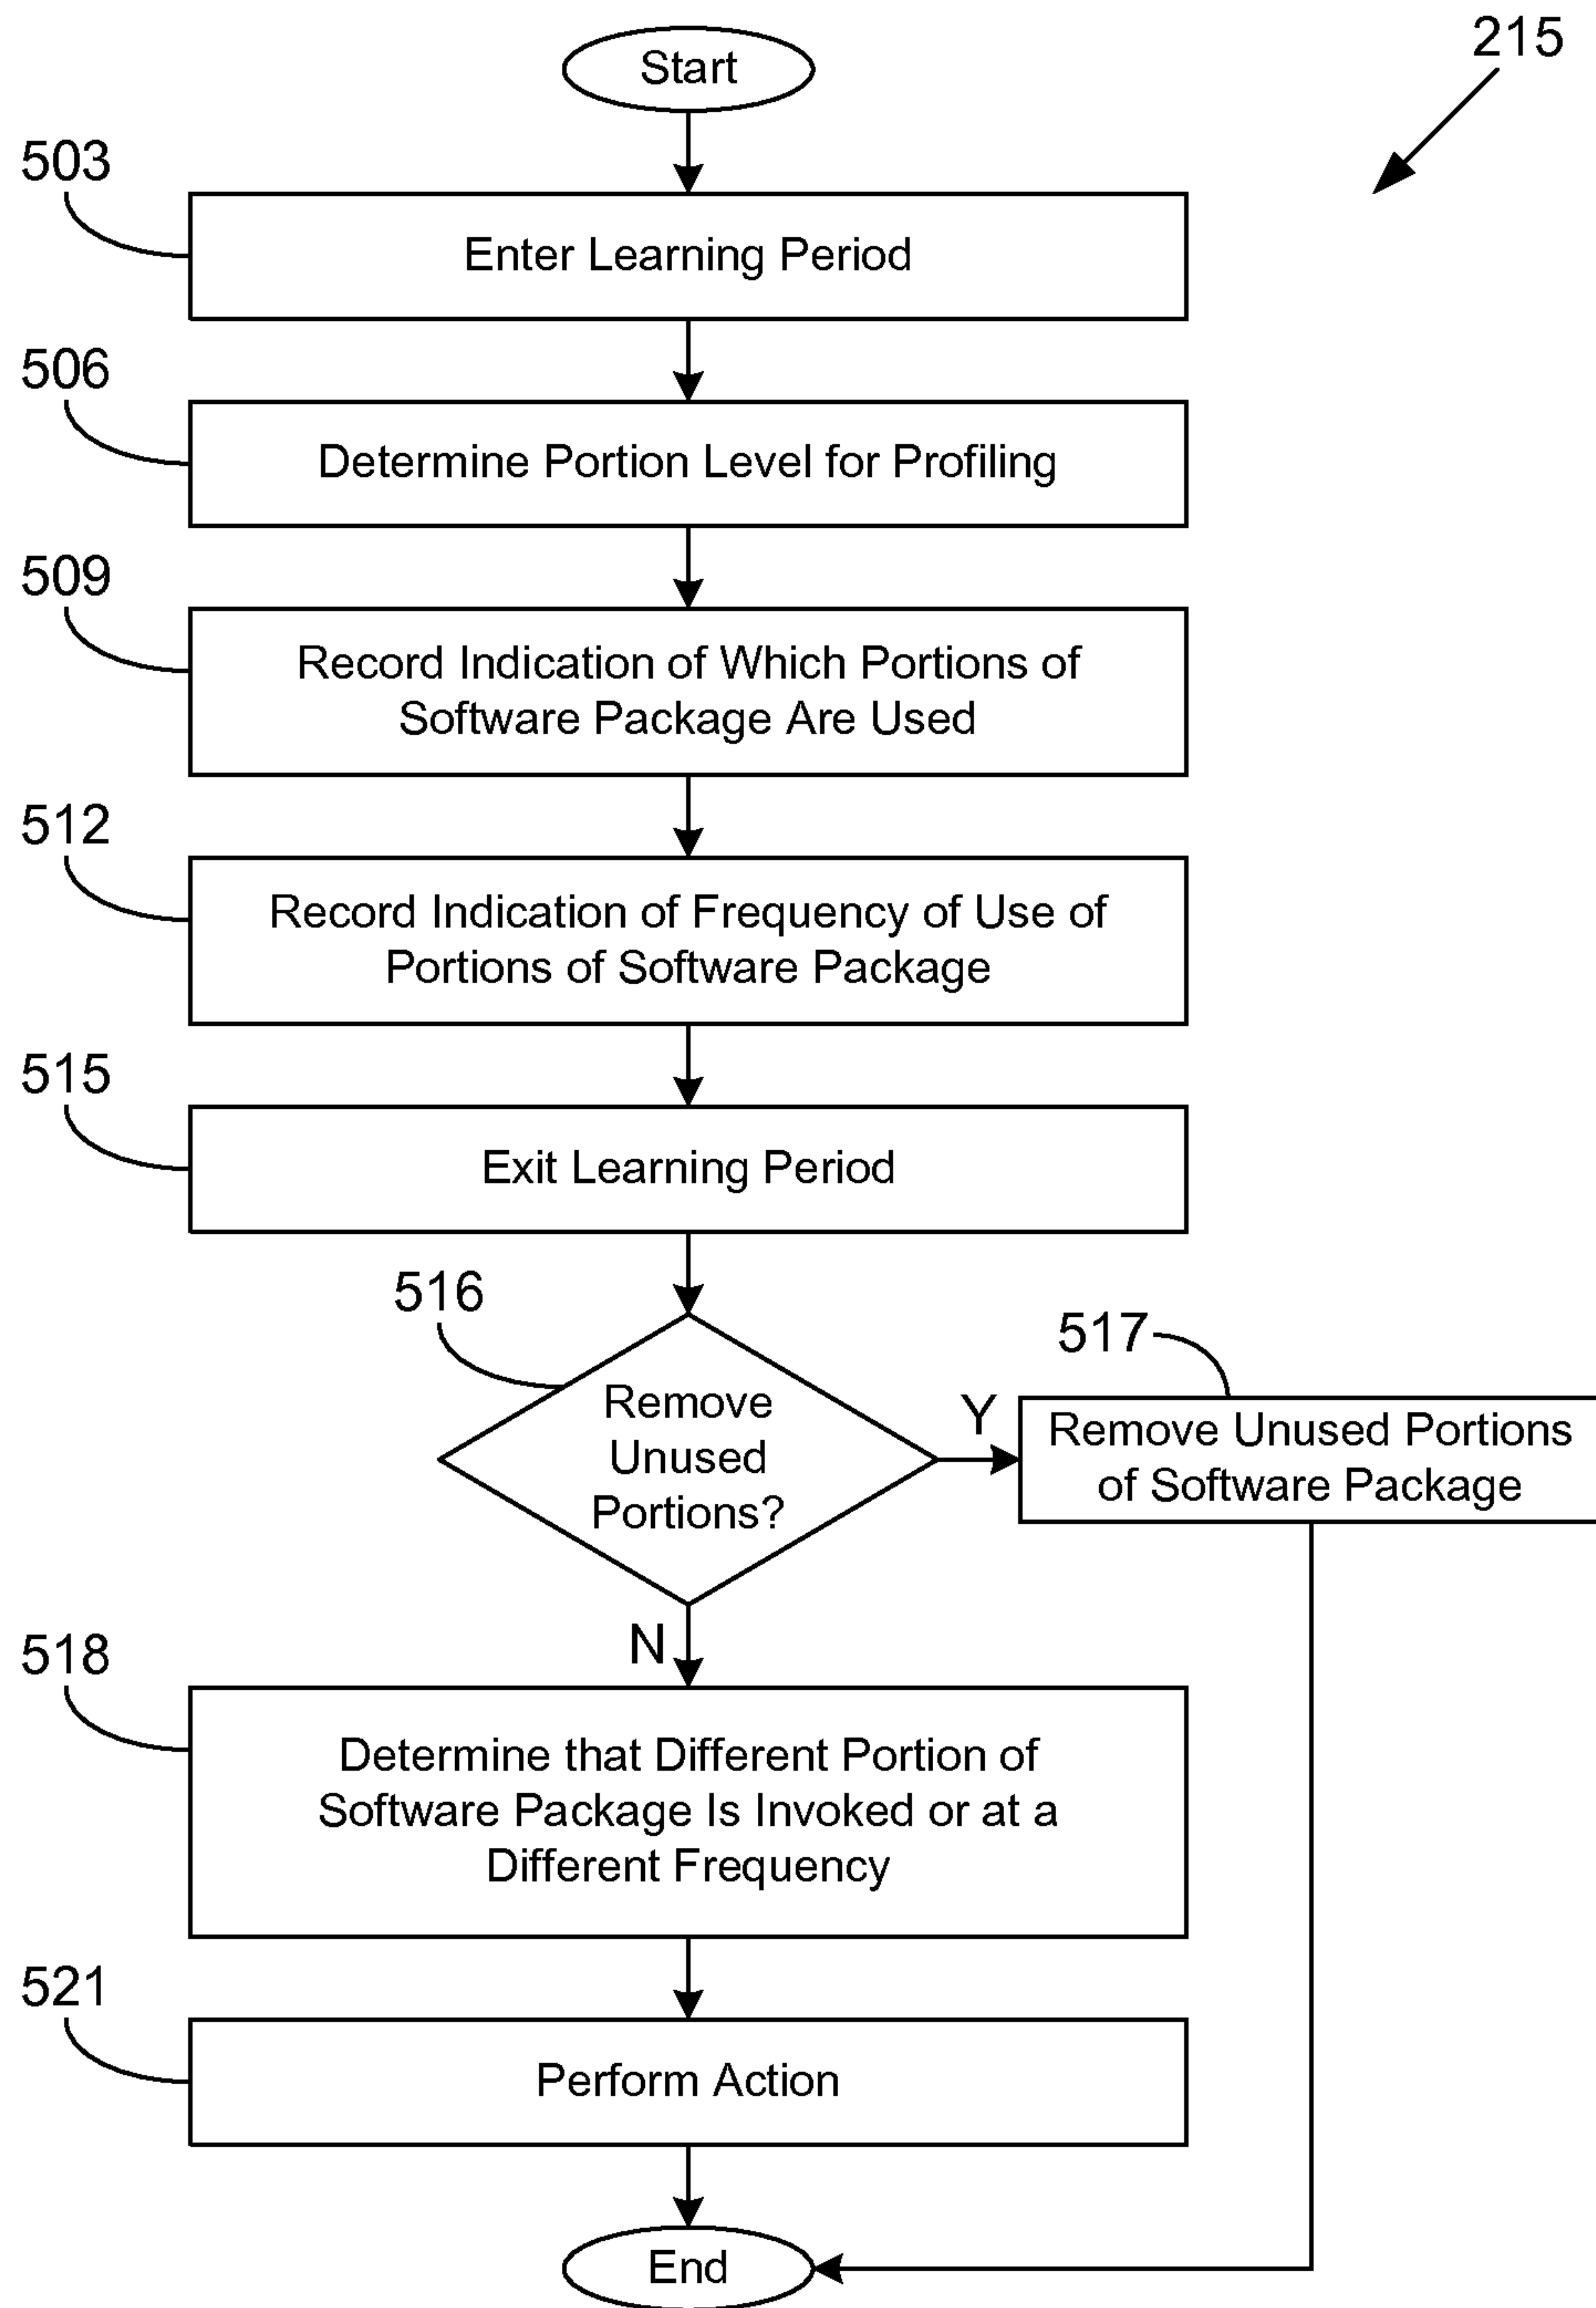 Start
215
503
Enter Learning Period
506
Determine Portion Level for Profiling
509
Record Indication of Which Portions of
Software Package Are Used
512
Record Indication of Frequency of Use of
Portions of Software Package
515
Exit Learning Period
516
Remove
Unused
Portions?
Y
517
Remove Unused Portions
of Software Package
N
518
Determine that Different Portion of
Software Package Is Invoked or at a
Different Frequency
521
Perform Action
End